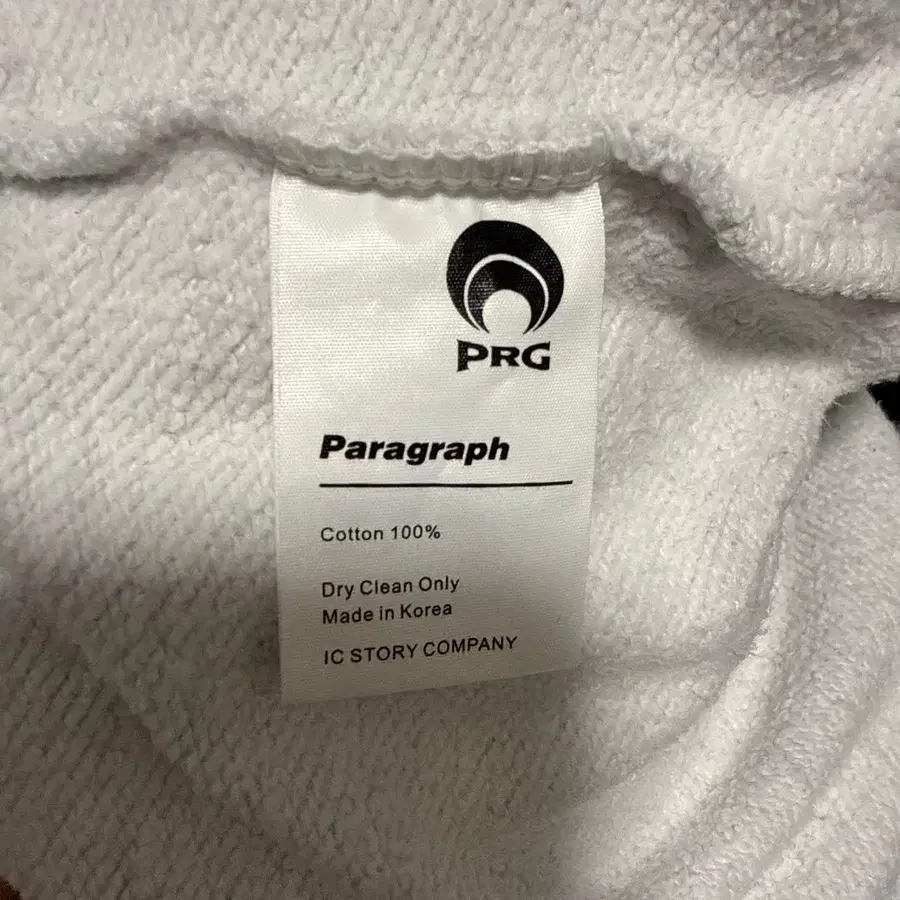 PRG
Paragraph
Cotton 100%
Dry Clean Only
Made in Korea
IC STORY COMPANY